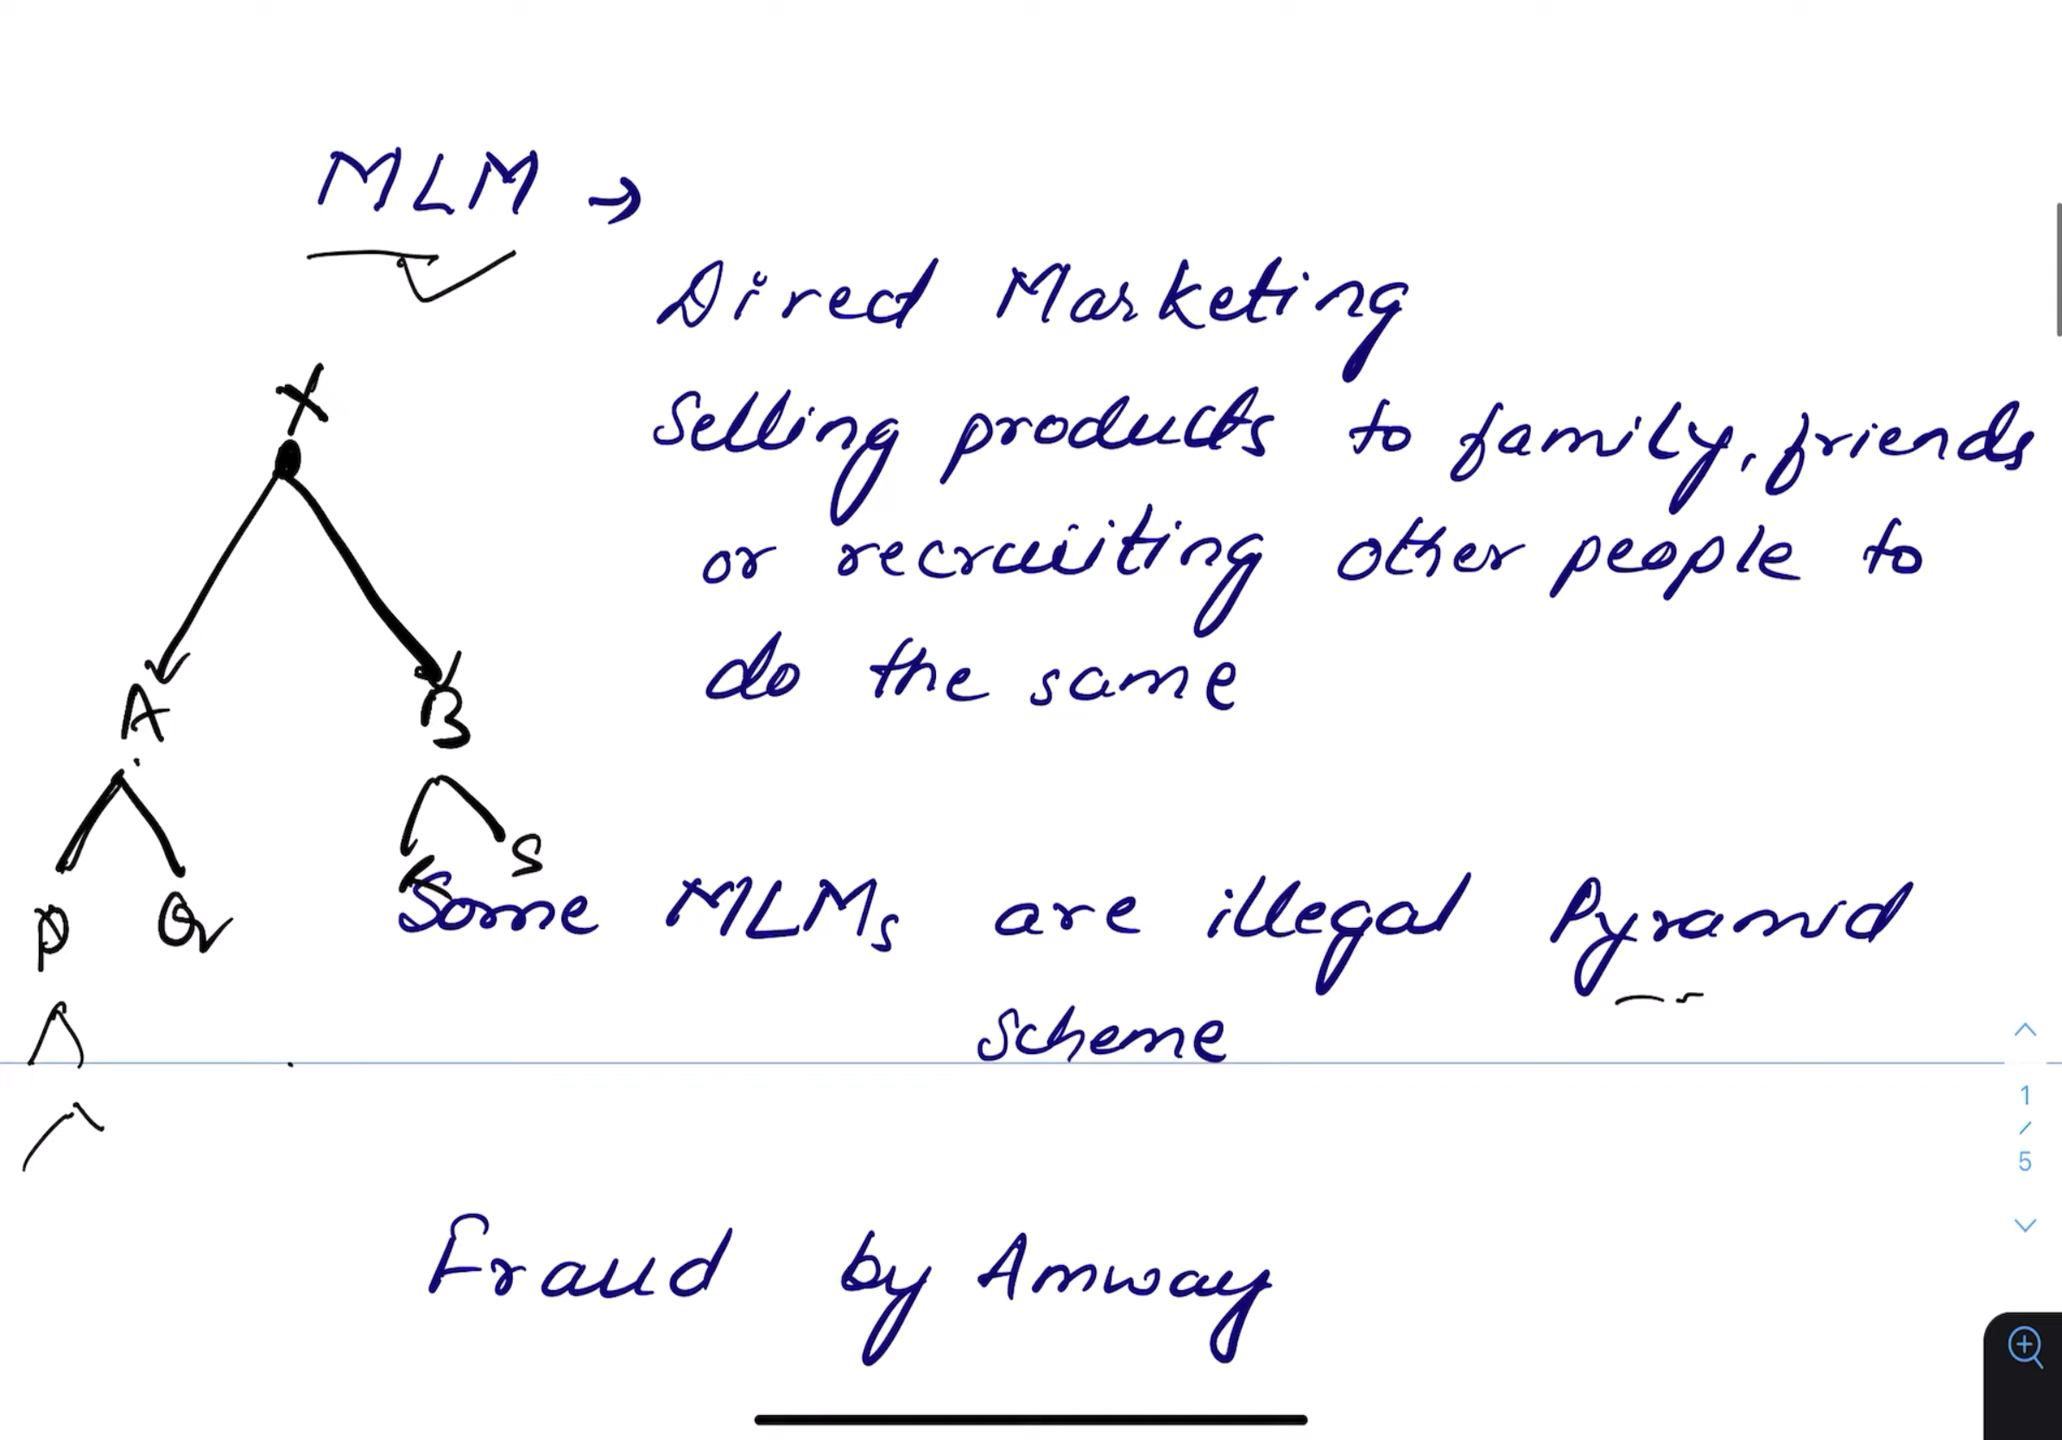 MLM →
Direct Marketing
Selling products to family, friends
or recruiting other people to
do the same
X
A B
S
P Q
Some MLMs are illegal Pyramid
scheme
1
/
5
Fraud by Amway